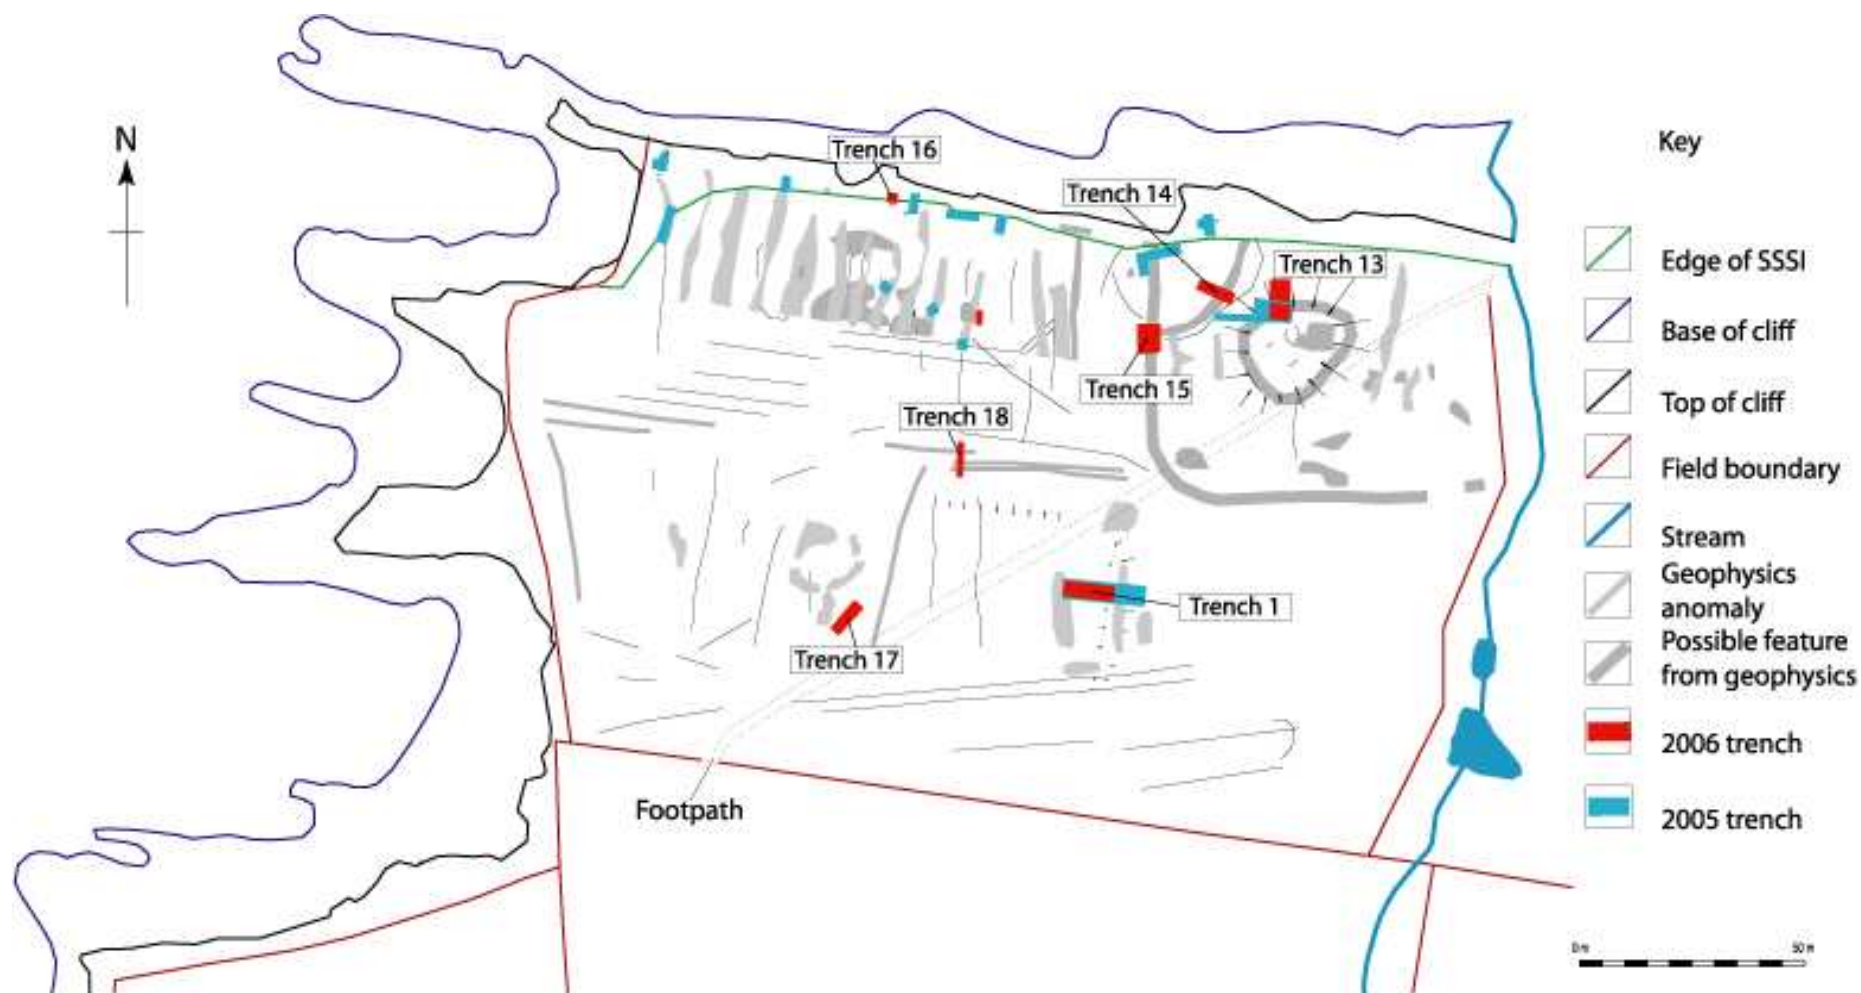 N
Trench 16
Trench 14
Trench 13
Trench 15
Trench 18
Trench 1
Trench 17
Footpath
Key
Edge of SSSI
Base of cliff
Top of cliff
Field boundary
Stream
Geophysics
anomaly
Possible feature
from geophysics
2006 trench
2005 trench
0 m
50 m